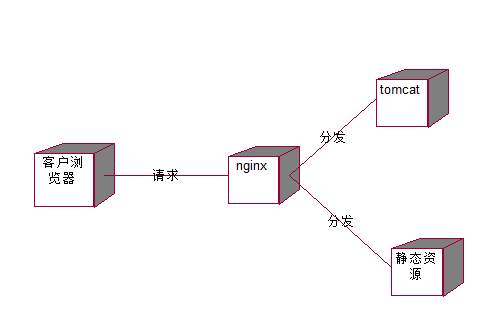 tomcat
分发
客户浏
览器
请求
nginx
分发
静态资
源